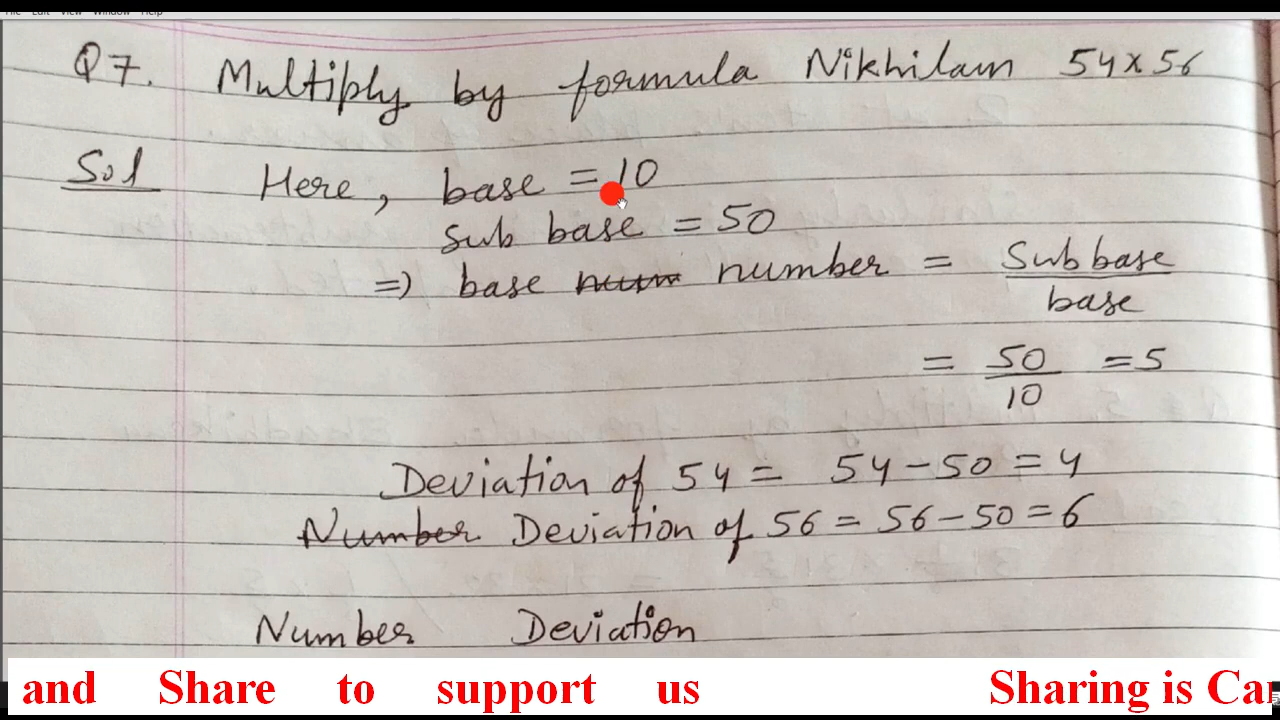 Q7. Multiply by formula Nikhilam 54×56
Sol Here, base = 10
Sub base = 50
=> base num number = Sub base / base
= 50 / 10 = 5
Deviation of 54 = 54-50=4
Number Deviation of 56 = 56-50=6
Number Deviation
and Share to support us Sharing is Car